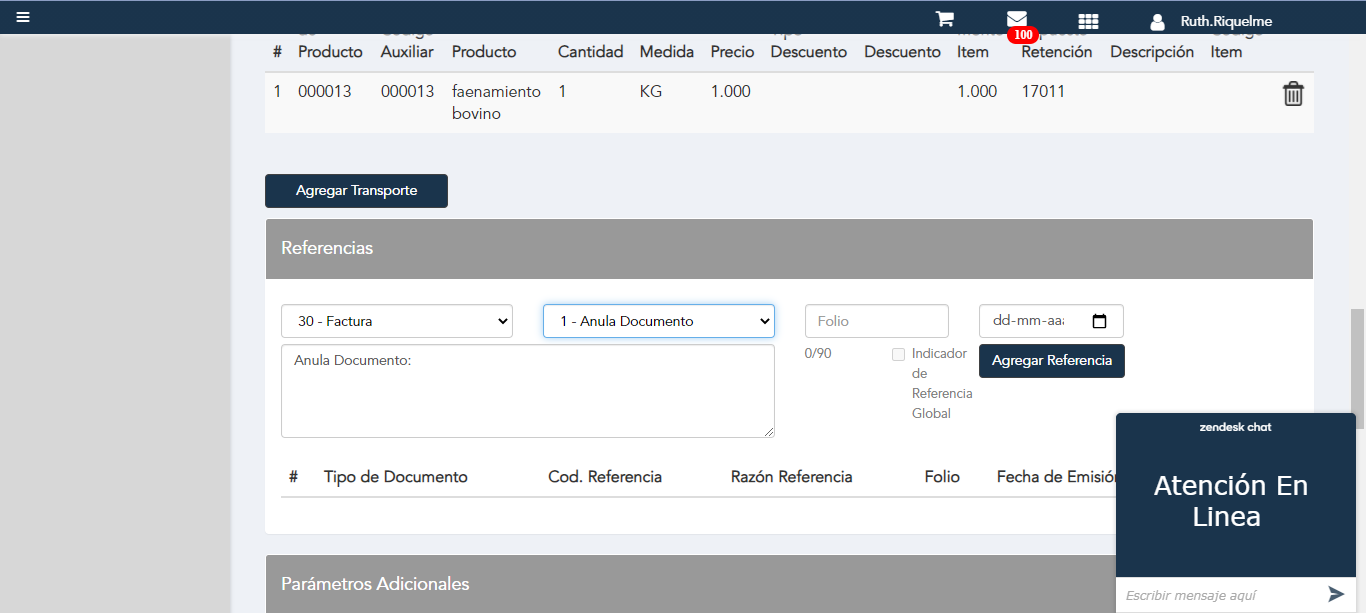 Ruth.Riquelme
100
# Producto Auxiliar Producto Cantidad Medida Precio Descuento Descuento Item Retención Descripción Item
1 000013 000013 faenamiento 1 KG 1.000 1.000 17011
bovino
Agregar Transporte
Referencias
30 - Factura 1 - Anula Documento Folio dd-mm-aaa
Anula Documento: 0/90 Indicador de Referencia Global Agregar Referencia
# Tipo de Documento Cod. Referencia Razón Referencia Folio Fecha de Emisión
Parámetros Adicionales
zendesk chat
Atención En
Linea
Escribir mensaje aquí